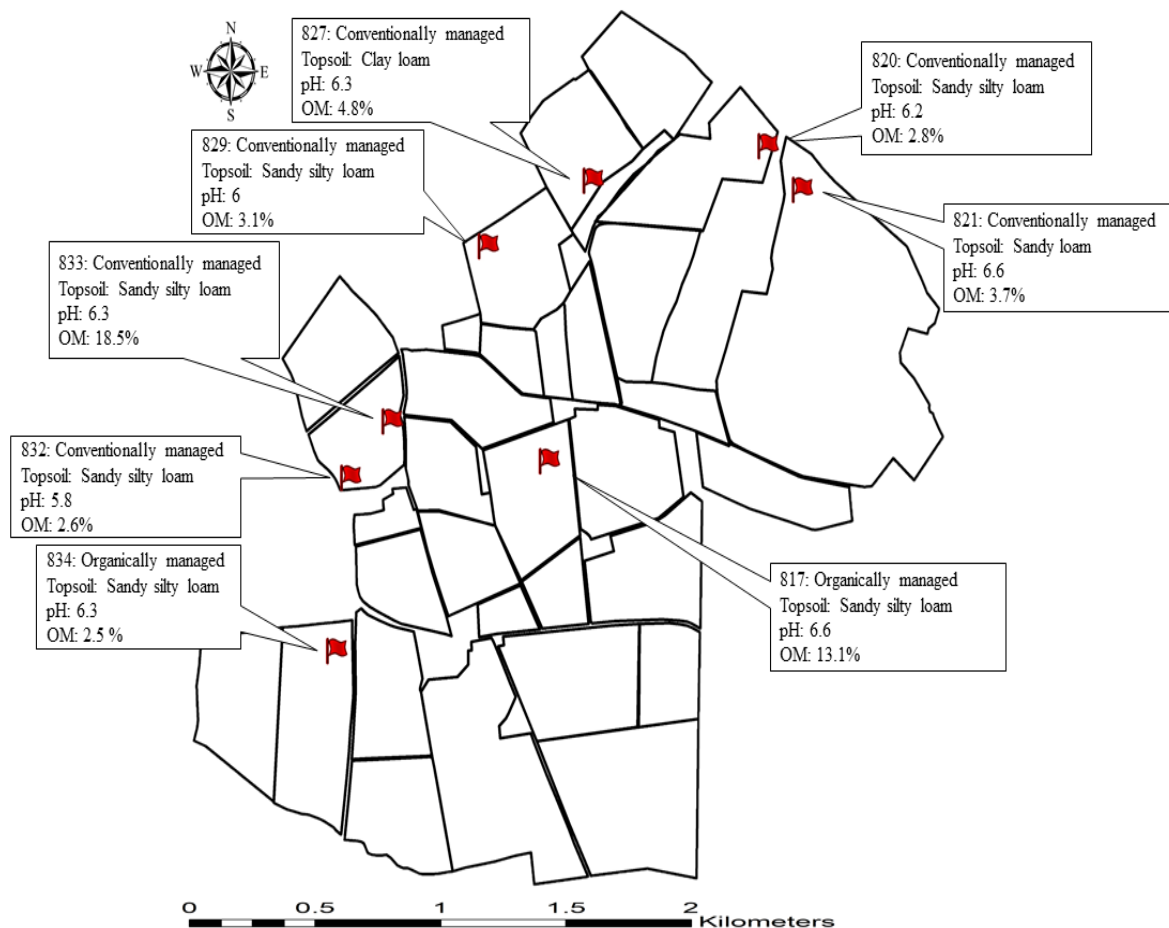 N
W E
S
827: Conventionally managed
Topsoil: Clay loam
pH: 6.3
OM: 4.8%
820: Conventionally managed
Topsoil: Sandy silty loam
pH: 6.2
OM: 2.8%
829: Conventionally managed
Topsoil: Sandy silty loam
pH: 6
OM: 3.1%
821: Conventionally managed
Topsoil: Sandy loam
pH: 6.6
OM: 3.7%
833: Conventionally managed
Topsoil: Sandy silty loam
pH: 6.3
OM: 18.5%
832: Conventionally managed
Topsoil: Sandy silty loam
pH: 5.8
OM: 2.6%
834: Organically managed
Topsoil: Sandy silty loam
pH: 6.3
OM: 2.5 %
817: Organically managed
Topsoil: Sandy silty loam
pH: 6.6
OM: 13.1%
0 0.5 1 1.5 2
Kilometers